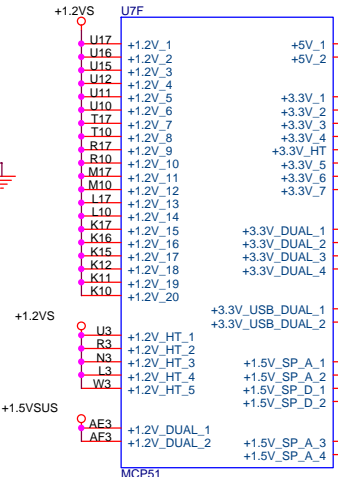 +1.2VS
U7F
U17 +1.2V_1 +5V_1
U16 +1.2V_2 +5V_2
U15 +1.2V_3
U12 +1.2V_4
U11 +1.2V_5 +3.3V_1
U10 +1.2V_6 +3.3V_2
T17 +1.2V_7 +3.3V_3
T10 +1.2V_8 +3.3V_4
R17 +1.2V_9 +3.3V_HT
R10 +1.2V_10 +3.3V_5
M17 +1.2V_11 +3.3V_6
M10 +1.2V_12 +3.3V_7
L17 +1.2V_13
L10 +1.2V_14
K17 +1.2V_15 +3.3V_DUAL_1
K16 +1.2V_16 +3.3V_DUAL_2
K15 +1.2V_17 +3.3V_DUAL_3
K12 +1.2V_18 +3.3V_DUAL_4
K11 +1.2V_19
K10 +1.2V_20
+3.3V_USB_DUAL_1
+1.2VS +3.3V_USB_DUAL_2
U3 +1.2V_HT_1
R3 +1.2V_HT_2
N3 +1.2V_HT_3 +1.5V_SP_A_1
L3 +1.2V_HT_4 +1.5V_SP_A_2
W3 +1.2V_HT_5 +1.5V_SP_D_1
+1.5V_SP_D_2
+1.5VSUS
AE3 +1.2V_DUAL_1
AF3 +1.2V_DUAL_2 +1.5V_SP_A_3
+1.5V_SP_A_4
MCP51